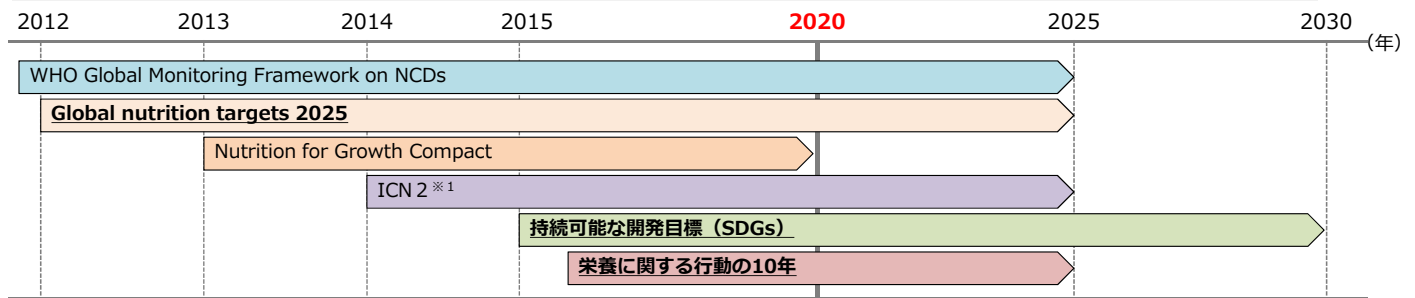 2012 2013 2014 2015 2020 2025 2030
(年)
WHO Global Monitoring Framework on NCDs
Global nutrition targets 2025
Nutrition for Growth Compact
ICN 2 ※1
持続可能な開発目標（SDGs）
栄養に関する行動の10年